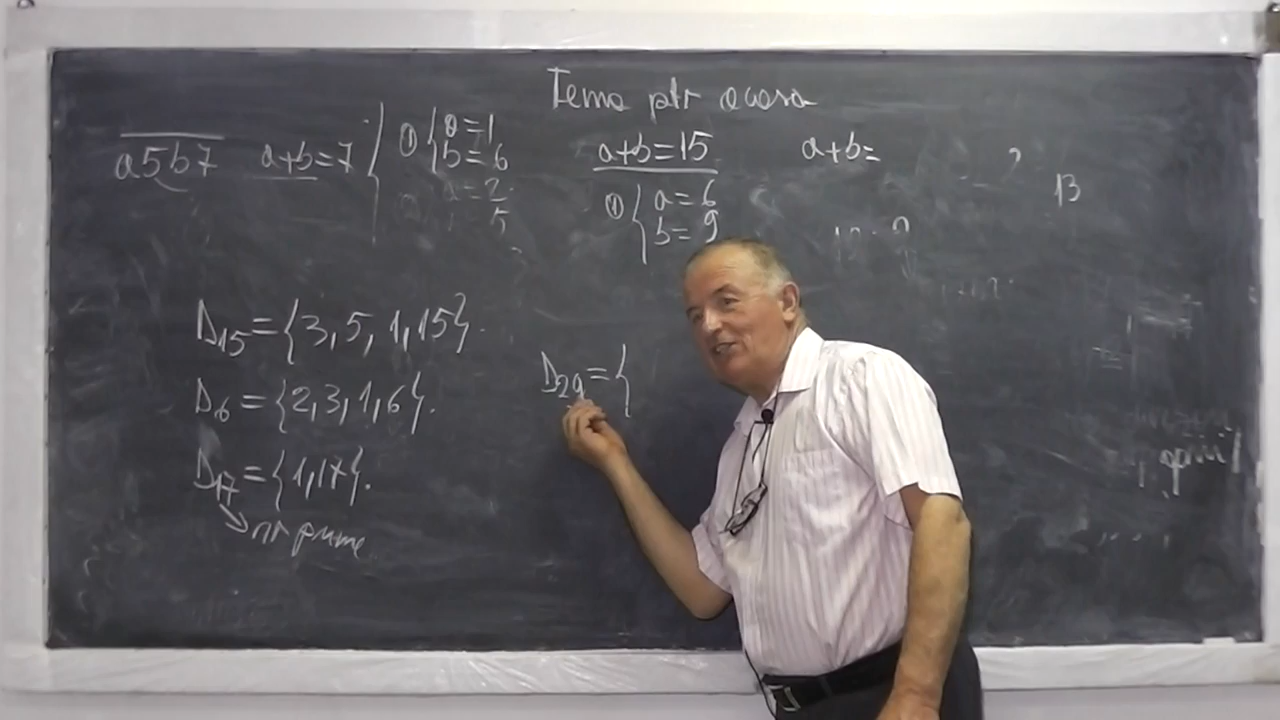 Tema ptr acasa
a5b7 a+b=7 { ① { a=1 b=6
a=2
5
a+b=15
① { a=6
b=9
a+b=
?
13
D15={3,5,1,15}.
D6={2,3,1,6}.
D17={1,17}.
→ nr prime
D29={